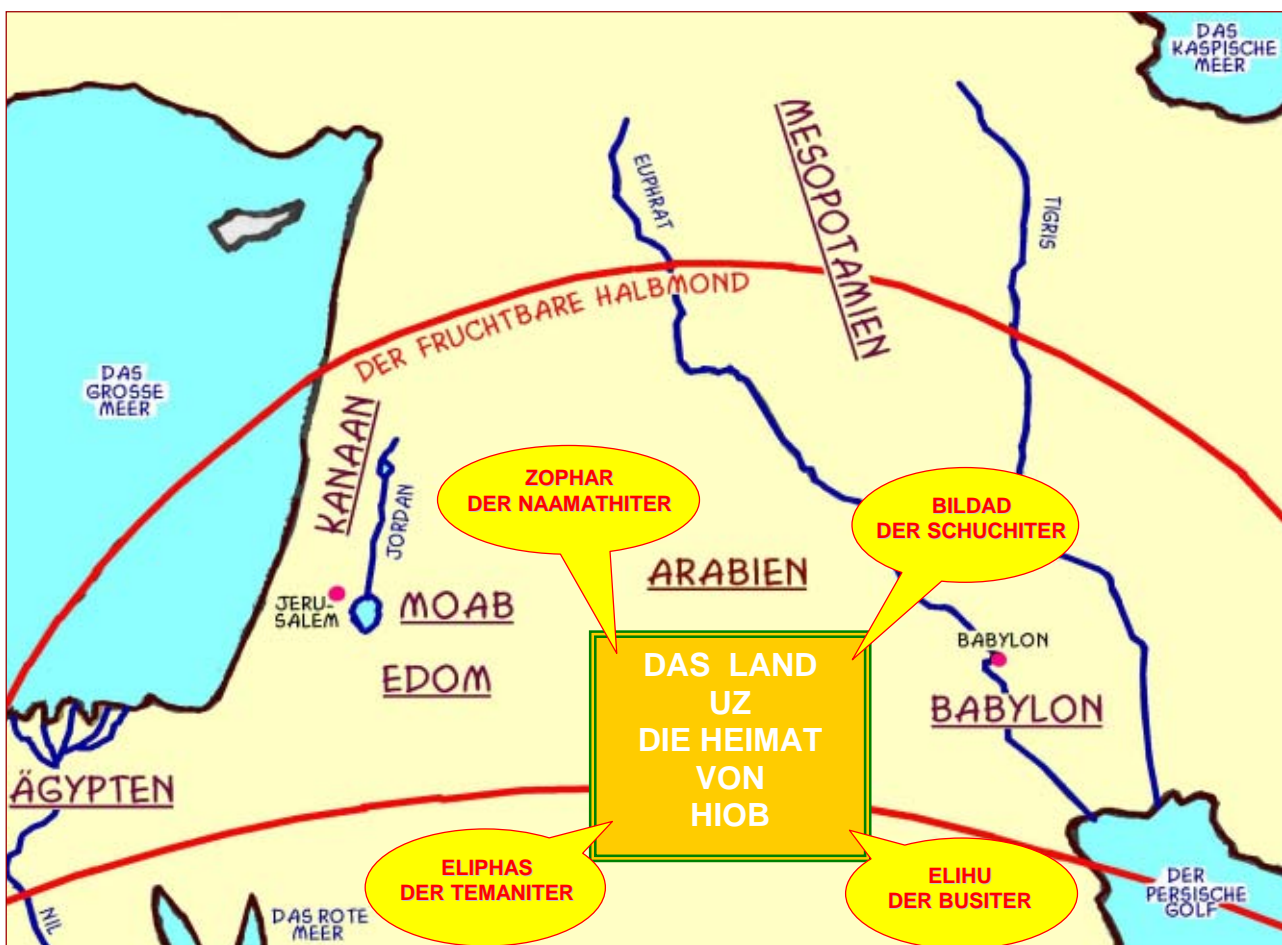 DAS
KASPISCHE
MEER
MESOPOTAMIEN
EUPHRAT
TIGRIS
DER FRUCHTBARE HALBMOND
DAS
GROSSE
MEER
KANAAN
JORDAN
ZOPHAR
DER NAAMATHITER
BILDAD
DER SCHUCHITER
ARABIEN
JERU-
SALEM
MOAB
EDOM
DAS LAND
UZ
DIE HEIMAT
VON
HIOB
BABYLON
BABYLON
ÄGYPTEN
ELIPHAS
DER TEMANITER
ELIHU
DER BUSITER
DER
PERSISCHE
GOLF
NIL
DAS ROTE
MEER